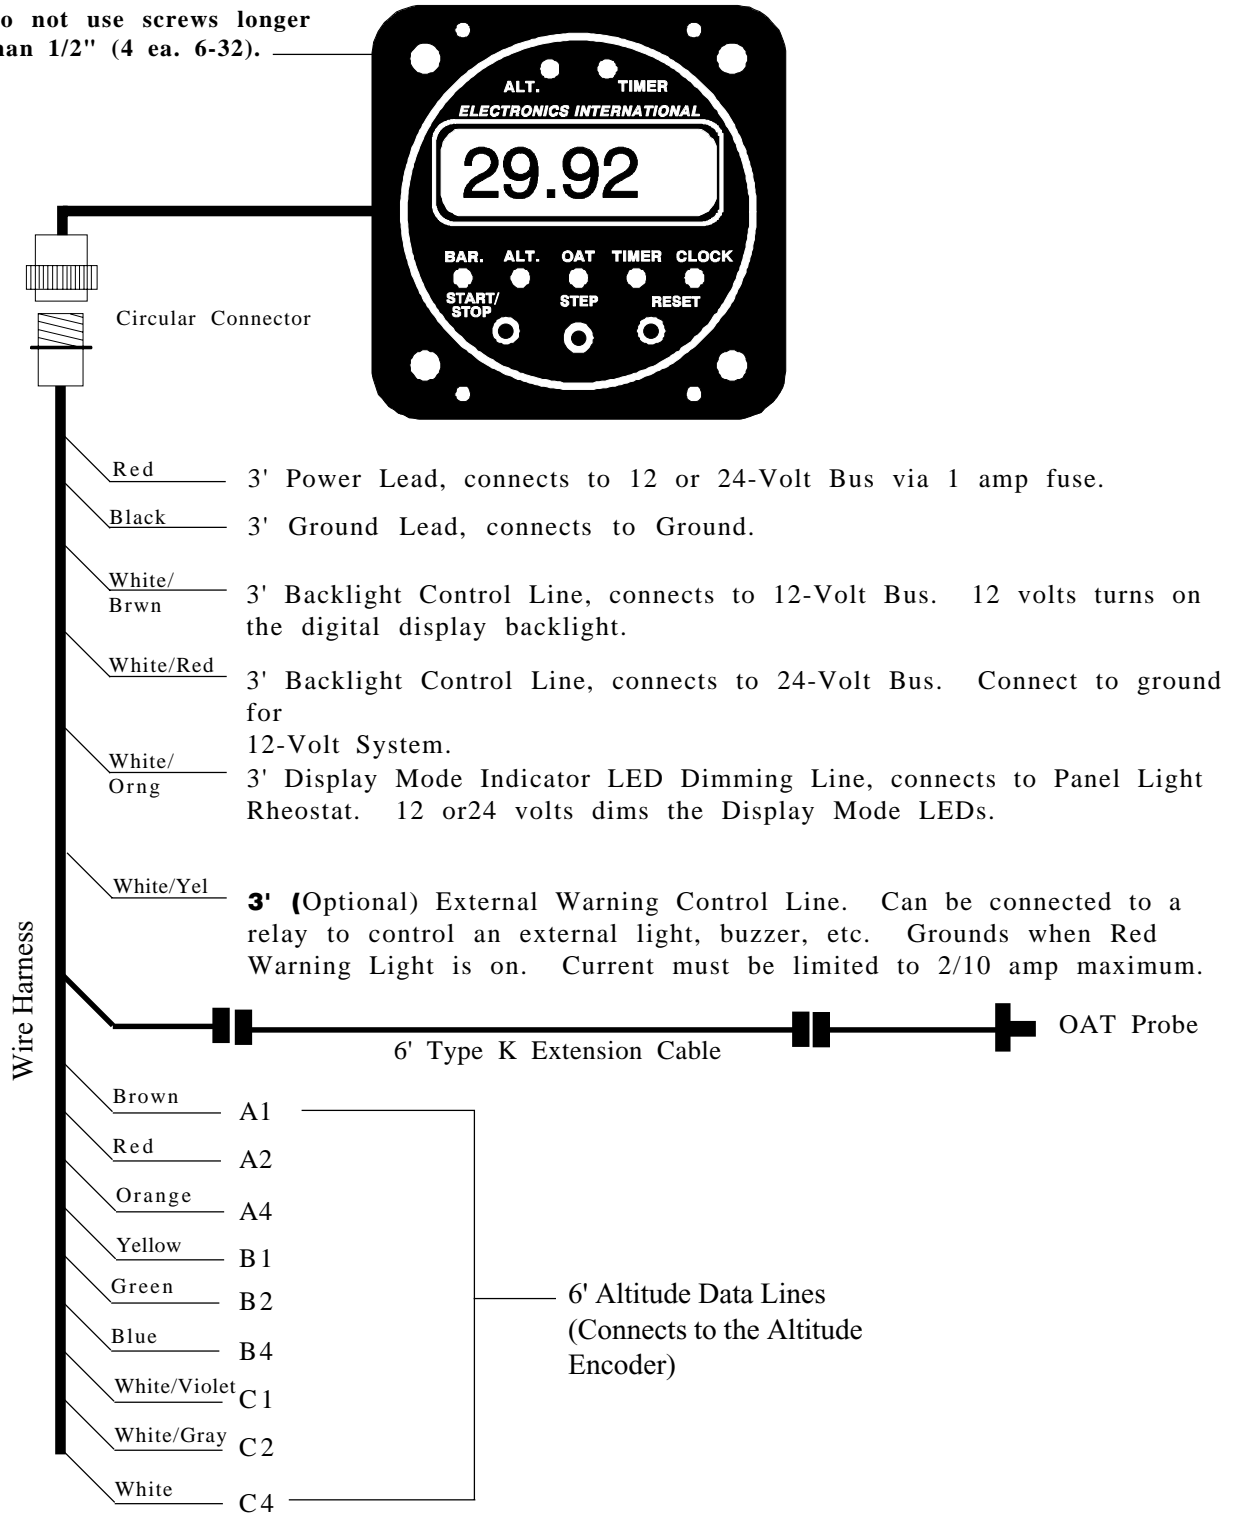 o not use screws longer
han 1/2" (4 ea. 6-32).
ALT. TIMER
ELECTRONICS INTERNATIONAL
29.92
BAR. ALT. OAT TIMER CLOCK
START/
STOP STEP RESET
Circular Connector
Red 3' Power Lead, connects to 12 or 24-Volt Bus via 1 amp fuse.
Black 3' Ground Lead, connects to Ground.
White/
Brwn 3' Backlight Control Line, connects to 12-Volt Bus. 12 volts turns on
the digital display backlight.
White/Red 3' Backlight Control Line, connects to 24-Volt Bus. Connect to ground
for
12-Volt System.
White/
Orng 3' Display Mode Indicator LED Dimming Line, connects to Panel Light
Rheostat. 12 or24 volts dims the Display Mode LEDs.
White/Yel 3' (Optional) External Warning Control Line. Can be connected to a
relay to control an external light, buzzer, etc. Grounds when Red
Warning Light is on. Current must be limited to 2/10 amp maximum.
Wire Harness
OAT Probe
6' Type K Extension Cable
Brown A1
Red A2
Orange A4
Yellow B1
Green B2
Blue B4
White/Violet C1
White/Gray C2
White C4
6' Altitude Data Lines
(Connects to the Altitude
Encoder)